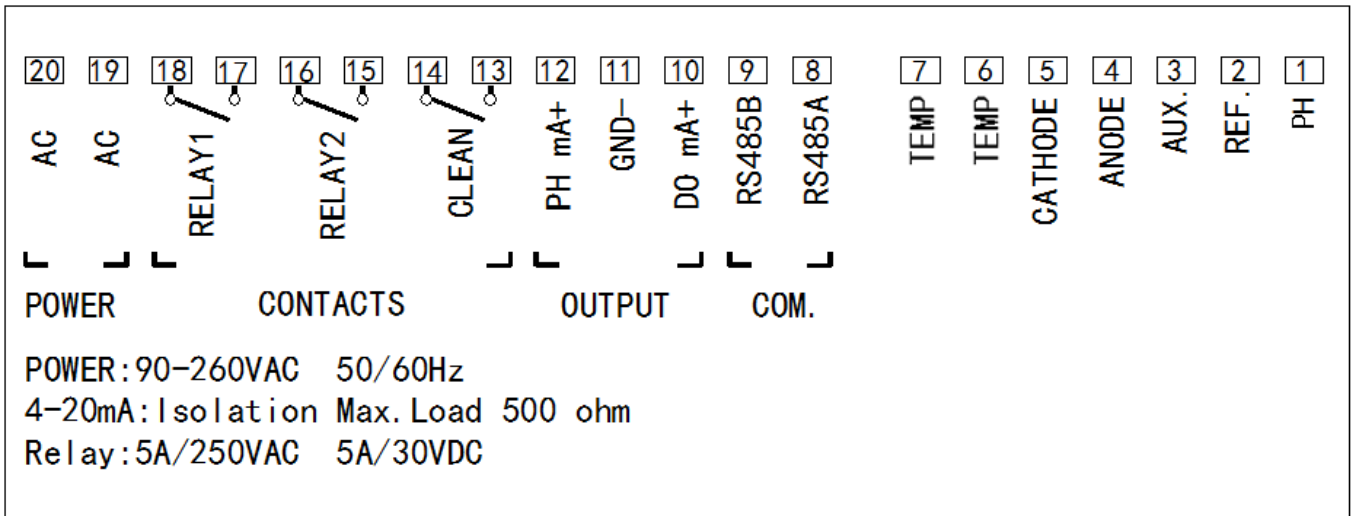 20 19 18 17 16 15 14 13 12 11 10 9 8 7 6 5 4 3 2 1
AC AC RELAY1 RELAY2 CLEAN PH mA+ GND- DO mA+ RS485B RS485A TEMP TEMP CATHODE ANODE AUX. REF. PH
POWER CONTACTS OUTPUT COM.
POWER:90-260VAC 50/60Hz
4-20mA:Isolation Max.Load 500 ohm
Relay:5A/250VAC 5A/30VDC